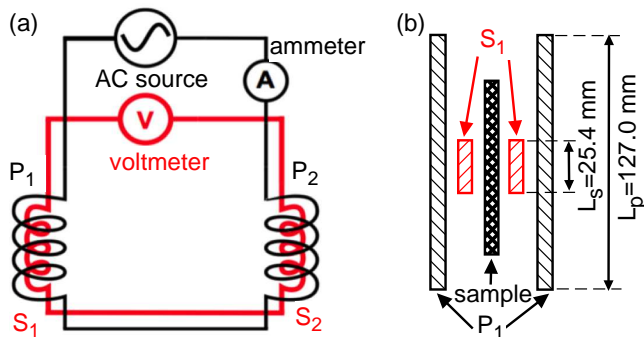 (a)
AC source
ammeter
A
V
voltmeter
P₁
P₂
S₁
S₂
(b)
S₁
Lₛ=25.4 mm
Lₚ=127.0 mm
sample
P₁